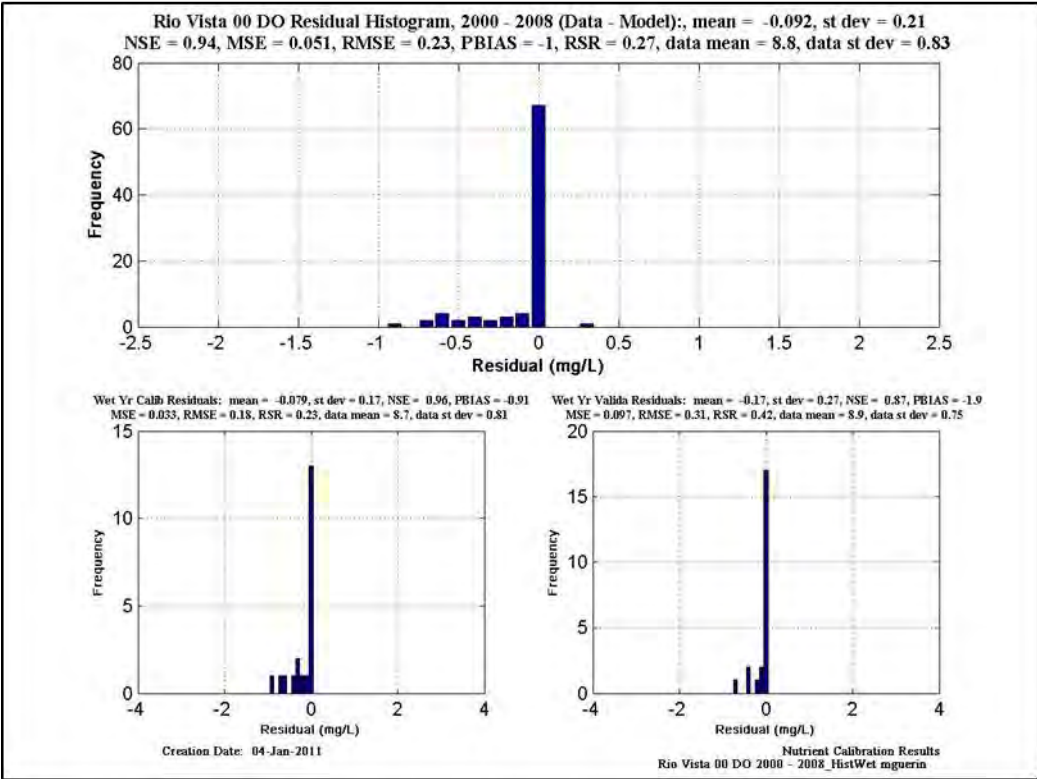 Rio Vista 00 DO Residual Histogram, 2000 - 2008 (Data - Model):, mean = -0.092, st dev = 0.21
NSE = 0.94, MSE = 0.051, RMSE = 0.23, PBIAS = -1, RSR = 0.27, data mean = 8.8, data st dev = 0.83
80
60
40
20
0
Frequency
-2.5 -2 -1.5 -1 -0.5 0 0.5 1 1.5 2 2.5
Residual (mg/L)
Wet Yr Calib Residuals: mean = -0.079, st dev = 0.17, NSE = 0.96, PBIAS = -0.91
MSE = 0.033, RMSE = 0.18, RSR = 0.23, data mean = 8.7, data st dev = 0.81
15
10
5
0
Frequency
-4 -2 0 2 4
Residual (mg/L)
Creation Date: 04-Jan-2011
Wet Yr Valida Residuals: mean = -0.17, st dev = 0.27, NSE = 0.87, PBIAS = -1.9
MSE = 0.097, RMSE = 0.31, RSR = 0.42, data mean = 8.9, data st dev = 0.75
20
15
10
5
0
Frequency
-4 -2 0 2 4
Residual (mg/L)
Nutrient Calibration Results
Rio Vista 00 DO 2000 - 2008_HistWet mguerin